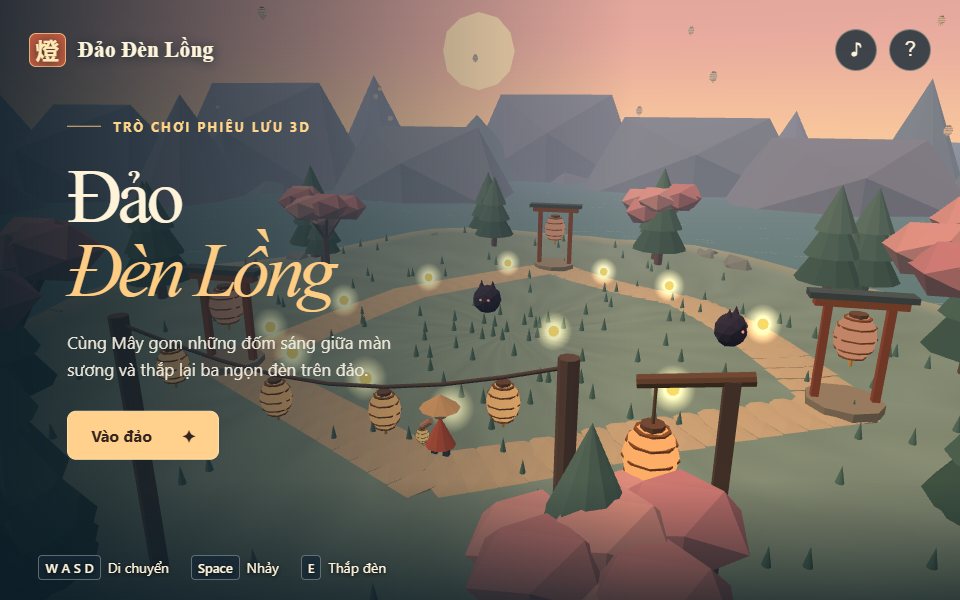 燈 Đảo Đèn Lồng
♪ ?
TRÒ CHƠI PHIÊU LƯU 3D
Đảo
Đèn Lồng
Cùng Mây gom những đốm sáng giữa màn
sương và thắp lại ba ngọn đèn trên đảo.
Vào đảo ✦
W A S D Di chuyển Space Nhảy E Thắp đèn